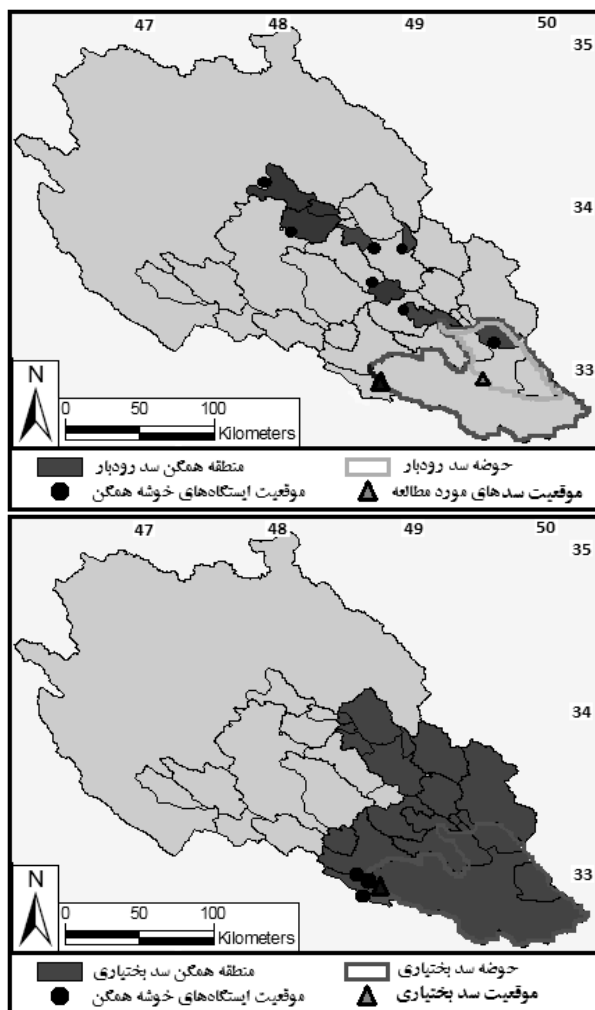 47 48 49 50
35
34
33
N
0 50 100
Kilometers
منطقه همگن سد رودبار حوضه سد رودبار
موقعیت ایستگاه‌های خوشه همگن موقعیت سدهای مورد مطالعه
47 48 49 50
35
34
33
N
0 50 100
Kilometers
منطقه همگن سد بختیاری حوضه سد بختیاری
موقعیت ایستگاه‌های خوشه همگن موقعیت سد بختیاری